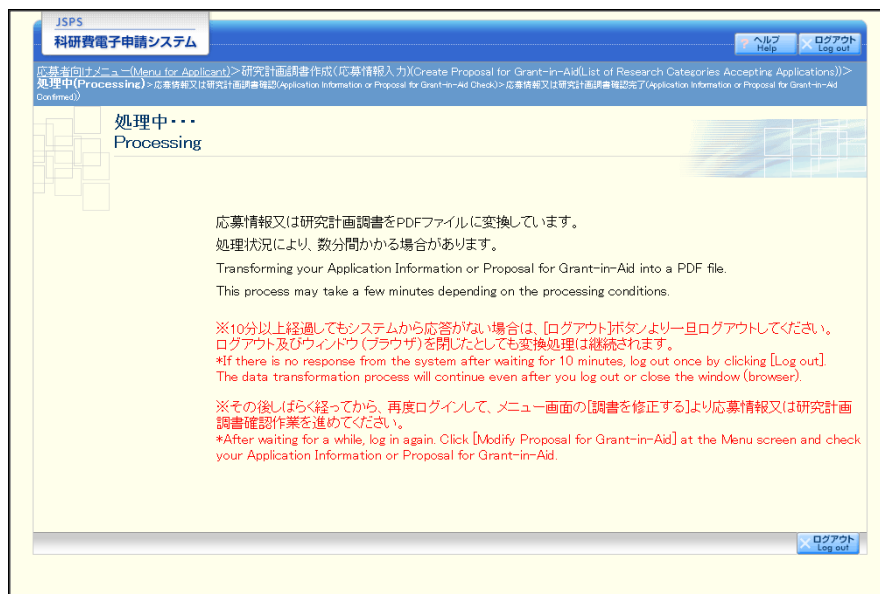 JSPS
科研費電子申請システム
ヘルプ
Help
ログアウト
Log out
応募者向けメニュー(Menu for Applicant)>研究計画調書作成(応募情報入力)(Create Proposal for Grant-in-Aid(List of Research Categories Accepting Applications))>
処理中(Processing)>応募情報又は研究計画調書確認(Application Information or Proposal for Grant-in-Aid Check)>応募情報又は研究計画調書確認完了(Application Information or Proposal for Grant-in-Aid
Confirmed))
処理中・・・
Processing
応募情報又は研究計画調書をPDFファイルに変換しています。
処理状況により、数分間かかる場合があります。
Transforming your Application Information or Proposal for Grant-in-Aid into a PDF file.
This process may take a few minutes depending on the processing conditions.
※10分以上経過してもシステムから応答がない場合は、[ログアウト]ボタンより一旦ログアウトしてください。
ログアウト及びウィンドウ(ブラウザ)を閉じたとしても変換処理は継続されます。
*If there is no response from the system after waiting for 10 minutes, log out once by clicking [Log out].
The data transformation process will continue even after you log out or close the window (browser).
※その後しばらく経ってから、再度ログインして、メニュー画面の[調書を修正する]より応募情報又は研究計画
調書確認作業を進めてください。
*After waiting for a while, log in again. Click [Modify Proposal for Grant-in-Aid] at the Menu screen and check
your Application Information or Proposal for Grant-in-Aid.
ログアウト
Log out